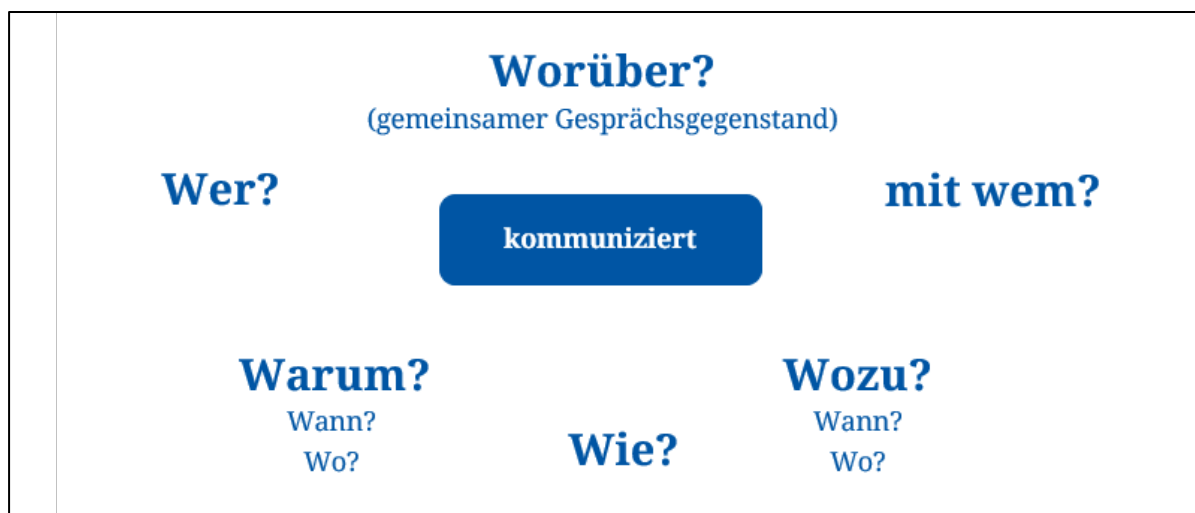 Worüber?
(gemeinsamer Gesprächsgegenstand)
Wer?
mit wem?
kommuniziert
Warum?
Wann?
Wo?
Wie?
Wozu?
Wann?
Wo?